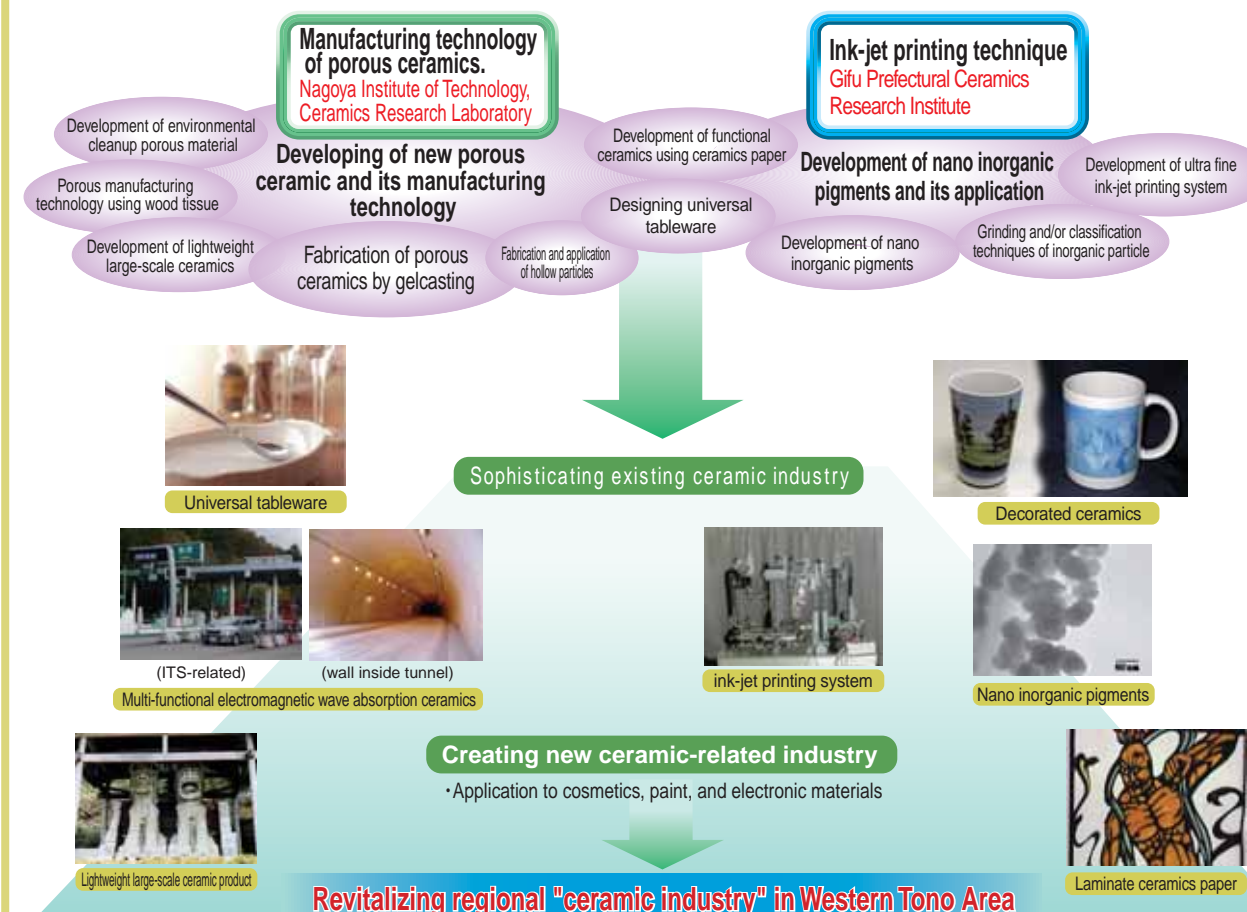 Manufacturing technology
of porous ceramics.
Nagoya Institute of Technology,
Ceramics Research Laboratory
Ink-jet printing technique
Gifu Prefectural Ceramics
Research Institute
Development of environmental
cleanup porous material
Porous manufacturing
technology using wood tissue
Development of lightweight
large-scale ceramics
Developing of new porous
ceramic and its manufacturing
technology
Fabrication of porous
ceramics by gelcasting
Fabrication and application
of hollow particles
Development of functional
ceramics using ceramics paper
Designing universal
tableware
Development of nano inorganic
pigments and its application
Development of nano
inorganic pigments
Grinding and/or classification
techniques of inorganic particle
Development of ultra fine
ink-jet printing system
Universal tableware
Sophisticating existing ceramic industry
Decorated ceramics
(ITS-related)
(wall inside tunnel)
Multi-functional electromagnetic wave absorption ceramics
ink-jet printing system
Nano inorganic pigments
Creating new ceramic-related industry
・Application to cosmetics, paint, and electronic materials
Lightweight large-scale ceramic product
Laminate ceramics paper
Revitalizing regional "ceramic industry" in Western Tono Area